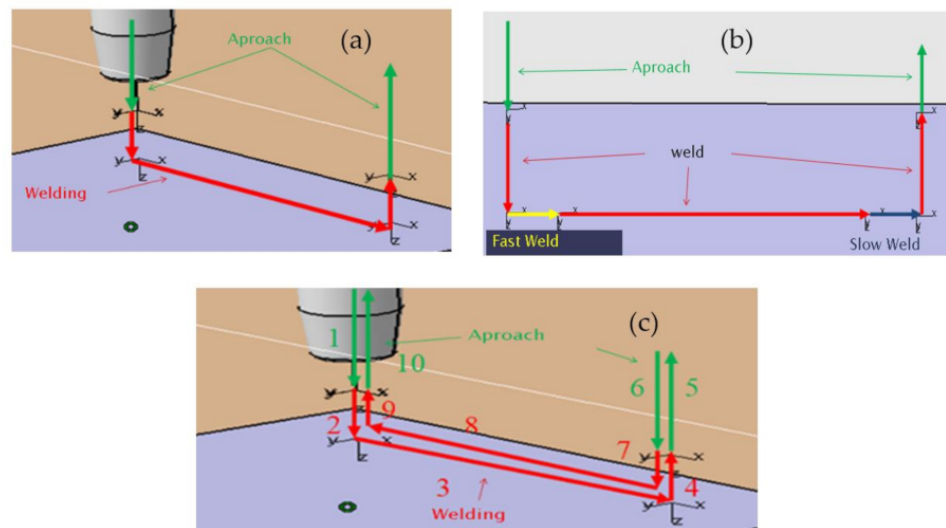 Aproach
(a)
y
x
z
y
x
z
y
x
Welding
z
(b)
Aproach
x
y
x
y
weld
x
x
x
x
y
y
y
y
Fast Weld
Slow Weld
Aproach
(c)
1
10
6
5
y
x
2
9
8
7
y
x
y
x
z
z
3
4
x
z
Welding